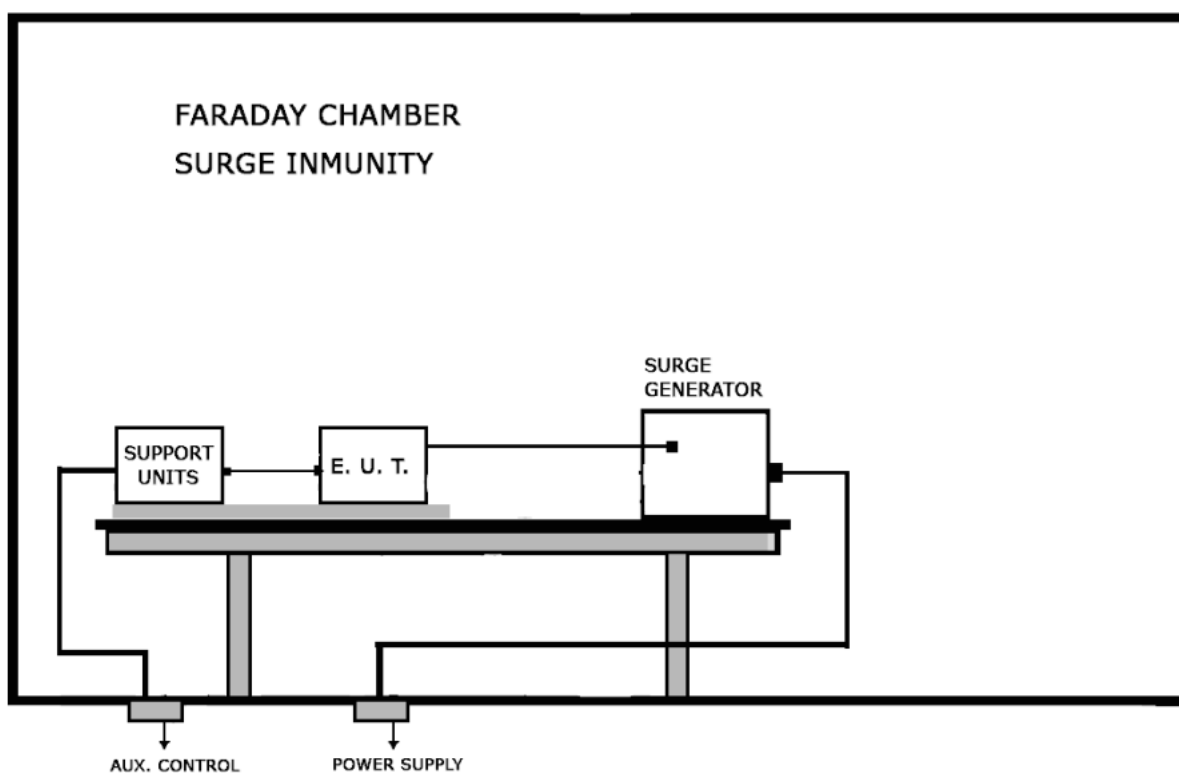 FARADAY CHAMBER
SURGE INMUNITY
SURGE
GENERATOR
SUPPORT
UNITS
E. U. T.
AUX. CONTROL
POWER SUPPLY